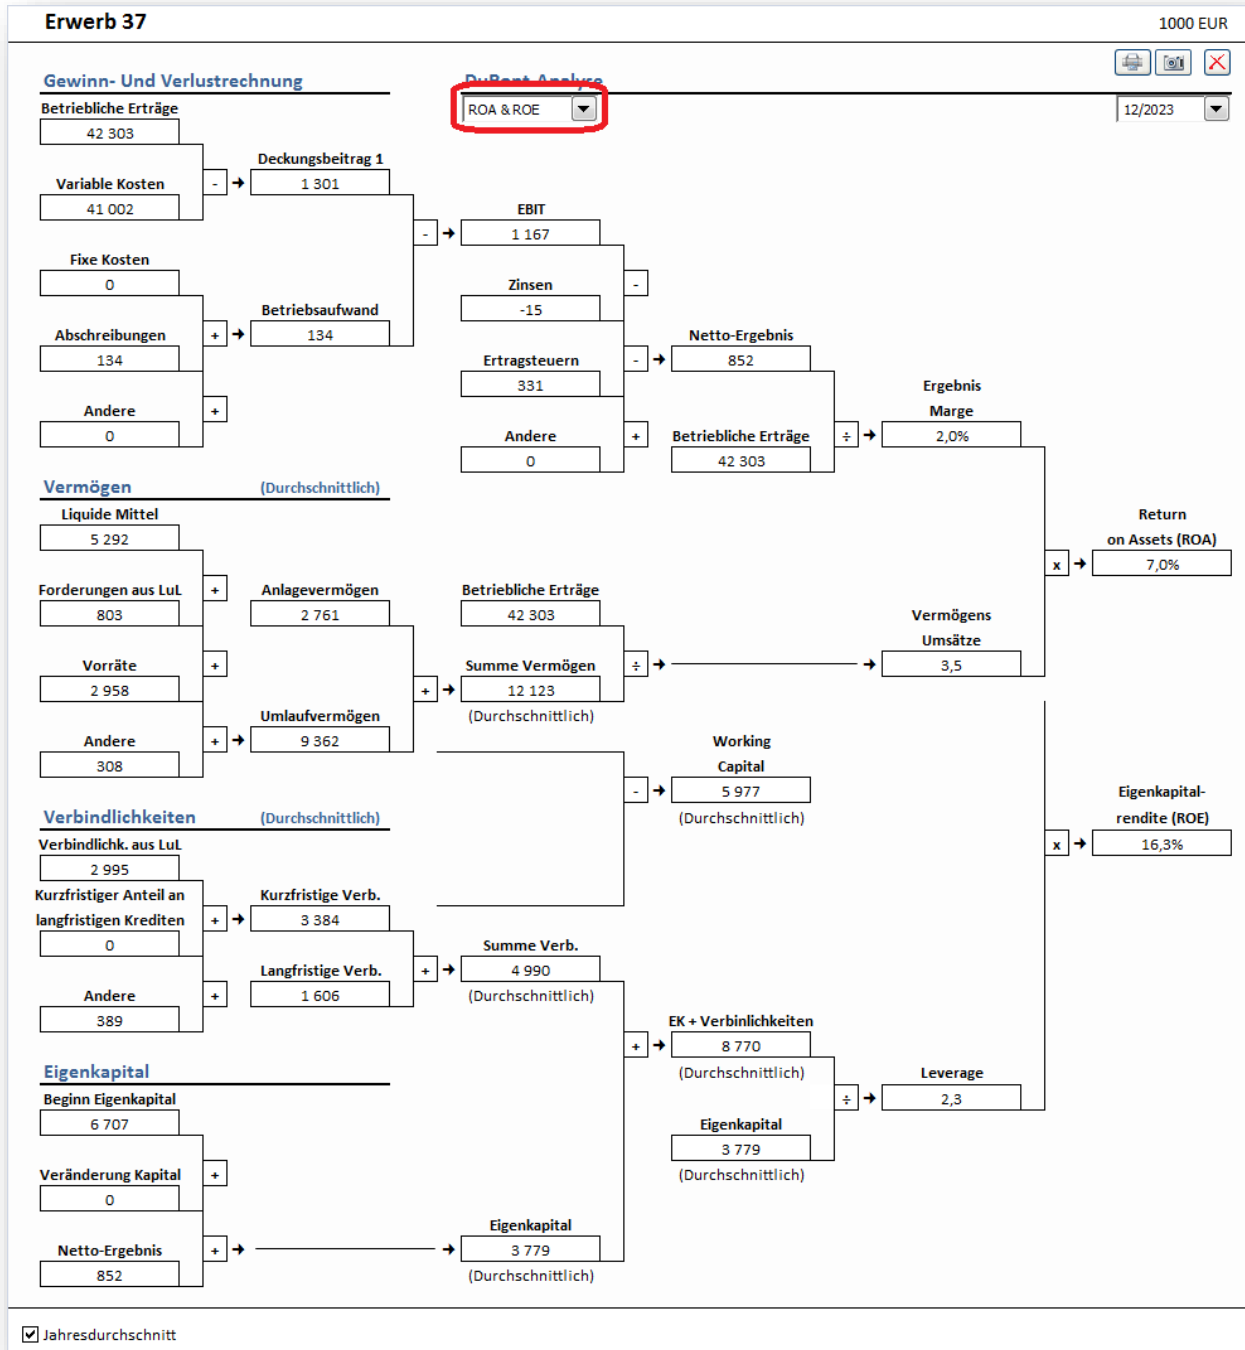 Erwerb 37
1000 EUR
Gewinn- Und Verlustrechnung
DuPont-Analyse
ROA & ROE
12/2023
Betriebliche Erträge
42 303
Deckungsbeitrag 1
Variable Kosten
-
1 301
41 002
EBIT
-
1 167
Fixe Kosten
0
Zinsen
-
-15
Betriebsaufwand
Abschreibungen
+
134
134
Netto-Ergebnis
Ertragsteuern
-
852
331
Ergebnis
Marge
Andere
+
0
Andere
+
Betriebliche Erträge
÷
2,0%
0
42 303
Vermögen
(Durchschnittlich)
Liquide Mittel
5 292
Return
on Assets (ROA)
x
7,0%
Forderungen aus LuL
+
Anlagevermögen
Betriebliche Erträge
803
2 761
42 303
Vermögens
Umsätze
Vorräte
+
Summe Vermögen
÷
3,5
2 958
+
12 123
(Durchschnittlich)
Umlaufvermögen
Andere
+
9 362
308
Working
Capital
-
5 977
(Durchschnittlich)
Eigenkapital-
rendite (ROE)
x
16,3%
Verbindlichkeiten
(Durchschnittlich)
Verbindlichk. aus LuL
2 995
Kurzfristiger Anteil an
langfristigen Krediten
+
Kurzfristige Verb.
3 384
0
Summe Verb.
Langfristige Verb.
+
4 990
(Durchschnittlich)
Andere
+
1 606
389
EK + Verbinlichkeiten
+
8 770
(Durchschnittlich)
Leverage
÷
2,3
Eigenkapital
Beginn Eigenkapital
6 707
Eigenkapital
3 779
(Durchschnittlich)
Veränderung Kapital
+
0
Eigenkapital
Netto-Ergebnis
+
3 779
852
(Durchschnittlich)
Jahresdurchschnitt